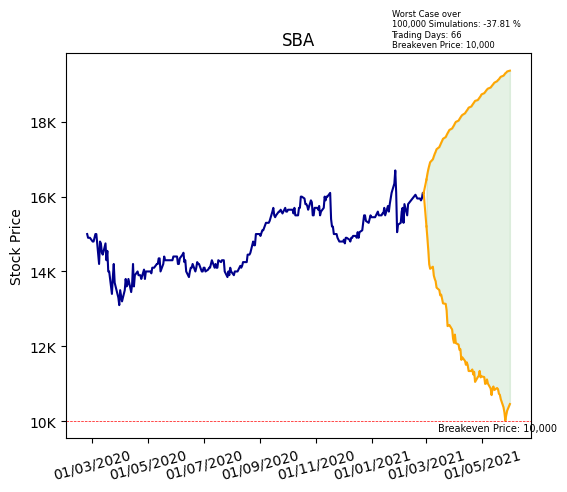 Worst Case over
100,000 Simulations: -37.81 %
Trading Days: 66
Breakeven Price: 10,000
SBA
Stock Price
18K
16K
14K
12K
10K
Breakeven Price: 10,000
01/03/2020
01/05/2020
01/07/2020
01/09/2020
01/11/2020
01/01/2021
01/03/2021
01/05/2021